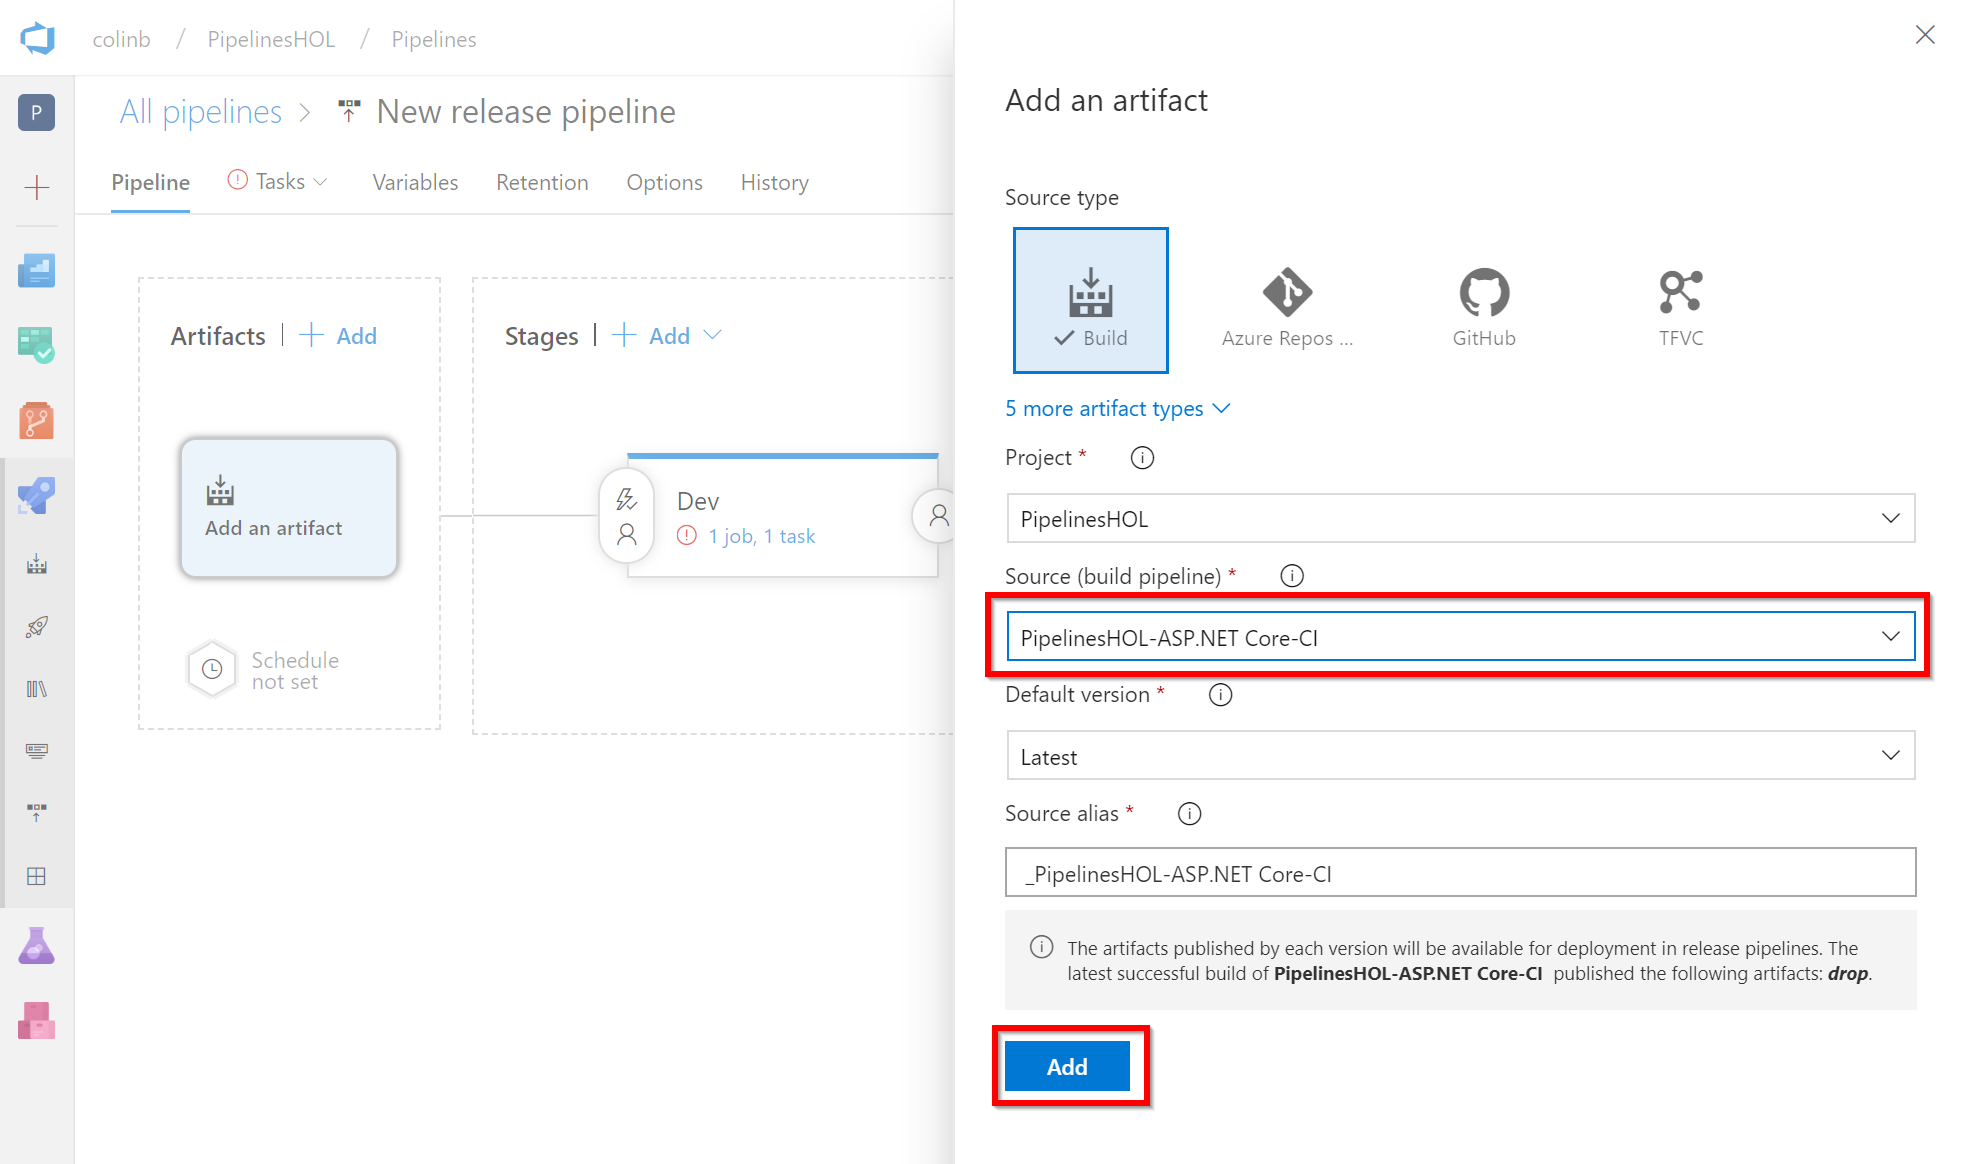 colinb / PipelinesHOL / Pipelines
P
All pipelines > New release pipeline
Pipeline Tasks Variables Retention Options History
Artifacts | Add
Stages | Add
Add an artifact
Dev
1 job, 1 task
Schedule
not set
Add an artifact
Source type
Build
Azure Repos ...
GitHub
TFVC
5 more artifact types
Project *
PipelinesHOL
Source (build pipeline) *
PipelinesHOL-ASP.NET Core-CI
Default version *
Latest
Source alias *
_PipelinesHOL-ASP.NET Core-CI
The artifacts published by each version will be available for deployment in release pipelines. The
latest successful build of PipelinesHOL-ASP.NET Core-CI published the following artifacts: drop.
Add